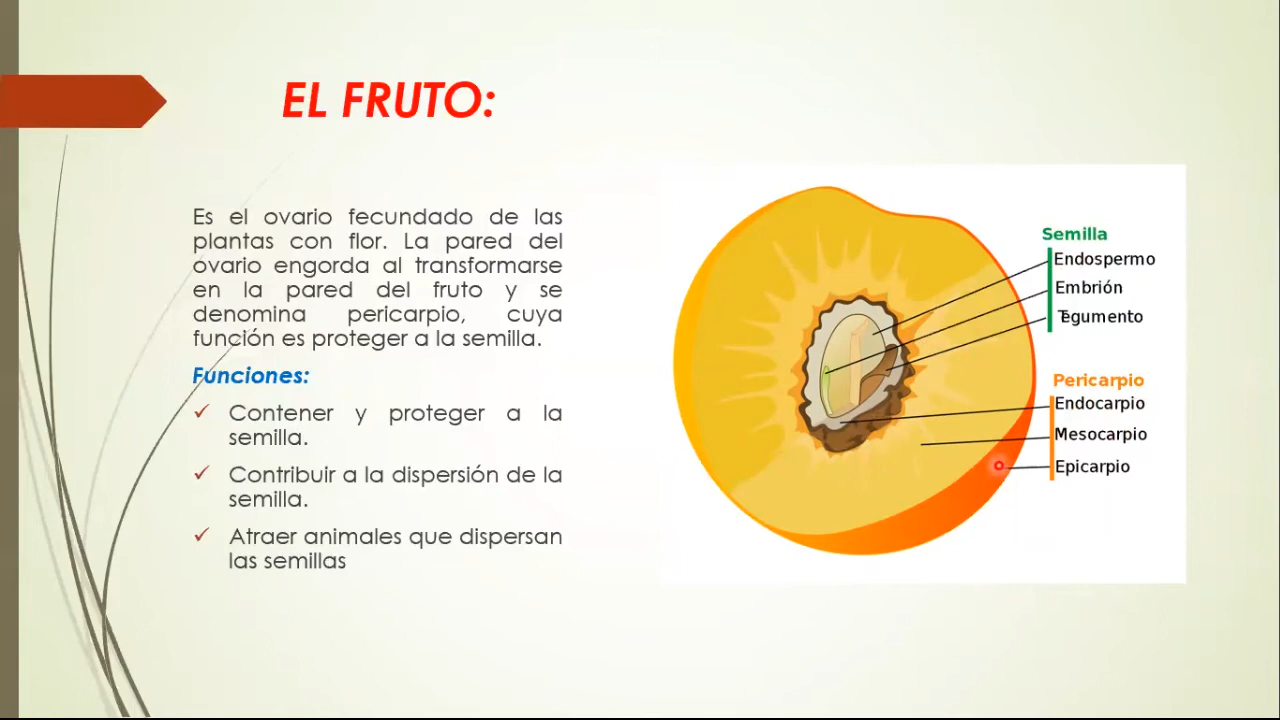 EL FRUTO:
Es el ovario fecundado de las
plantas con flor. La pared del
ovario engorda al transformarse
en la pared del fruto y se
denomina pericarpio, cuya
función es proteger a la semilla.
Funciones:
✓ Contener y proteger a la
semilla.
✓ Contribuir a la dispersión de la
semilla.
✓ Atraer animales que dispersan
las semillas
Semilla
Endospermo
Embrión
Tegumento
Pericarpio
Endocarpio
Mesocarpio
Epicarpio